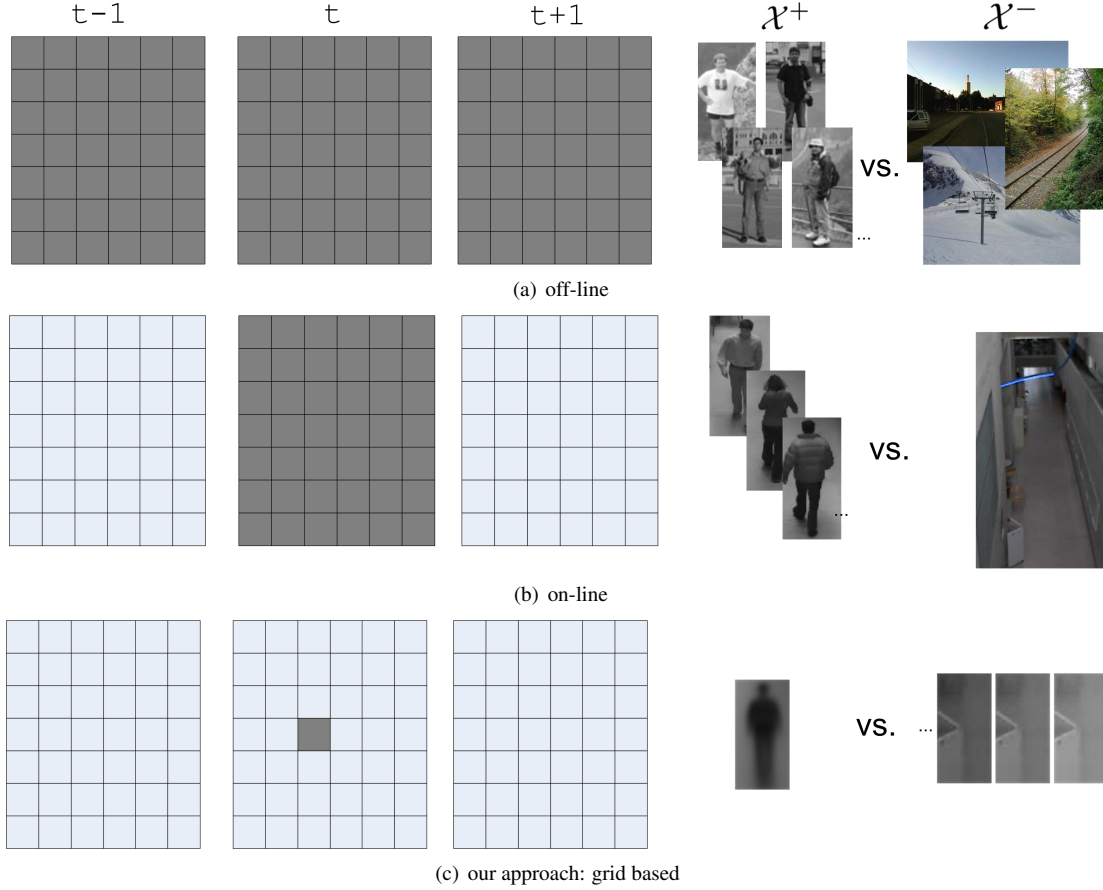 t-1 t t+1 𝒳⁺ 𝒳⁻
vs.
...
(a) off-line
vs.
...
(b) on-line
vs. ...
(c) our approach: grid based